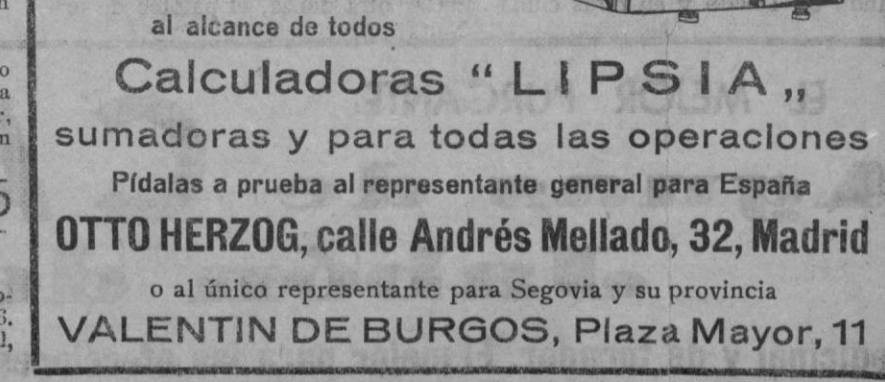 al alcance de todos
Calculadoras “LIPSIA„
sumadoras y para todas las operaciones
Pídalas a prueba al representante general para España
OTTO HERZOG, calle Andrés Mellado, 32, Madrid
o al único representante para Segovia y su provincia
VALENTIN DE BURGOS, Plaza Mayor, 11